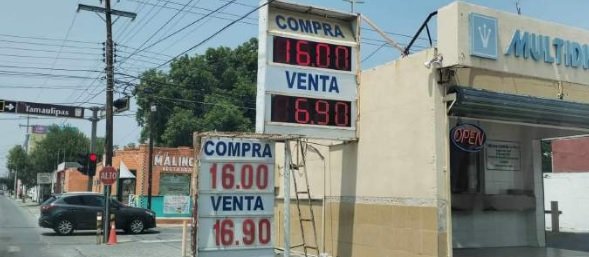 COMPRA
16.00
VENTA
16.90
MULTIDI
Tamaulipas
MALINC
OPEN
ALTO
COMPRA
16.00
VENTA
16.90